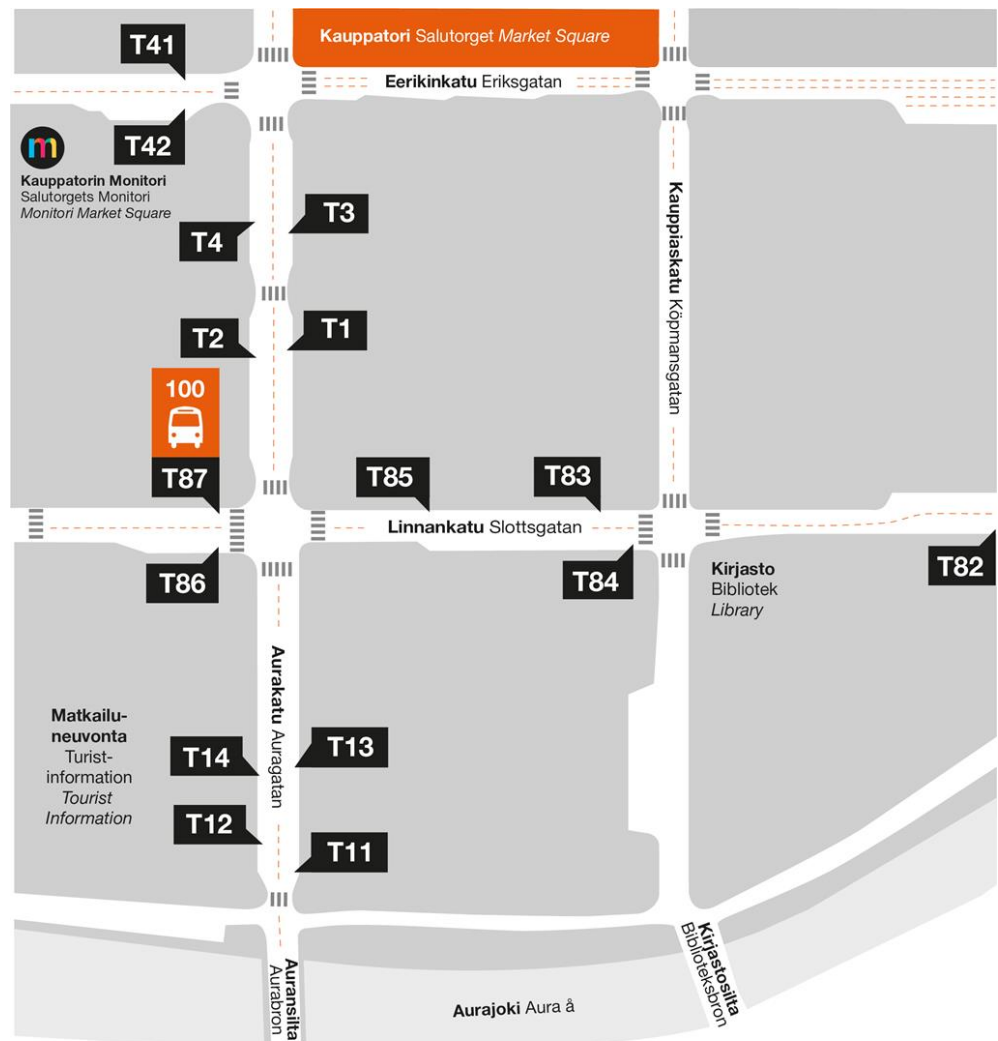 Kauppatori Salutorget Market Square
T41
Eerikinkatu Eriksgatan
T42
m
Kauppatorin Monitori
Salutorgets Monitori
Monitori Market Square
T3
T4
Kauppiaskatu Köpmansgatan
T1
T2
100
T87
T85
T83
Linnankatu Slottsgatan
T86
T84
Kirjasto
Bibliotek
Library
T82
Aurakatu Auragatan
Matkailu-
neuvonta
Turist-
information
Tourist
Information
T14
T13
T12
T11
Auransilta
Aurabron
Aurajoki Aura å
Kirjastosilta
Biblioteksbron